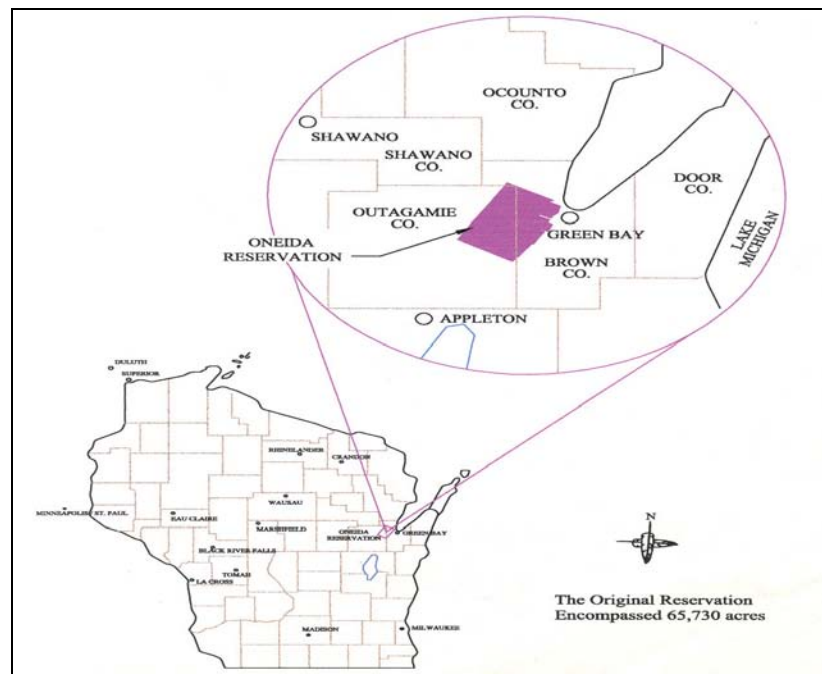 OCOUNTO
CO.
SHAWANO
SHAWANO
CO.
DOOR
CO.
OUTAGAMIE
CO.
ONEIDA
RESERVATION
GREEN BAY
BROWN
CO.
LAKE
MICHIGAN
APPLETON
DULUTH
SUPERIOR
RHINELANDER
CRANDON
WAUSAU
MINNEAPOLIS ST. PAUL
EAU CLAIRE
MARSHFIELD
ONEIDA
RESERVATION
GREEN BAY
BLACK RIVER FALLS
TOMAH
LA CROSS
MADISON
MILWAUKEE
N
The Original Reservation
Encompassed 65,730 acres